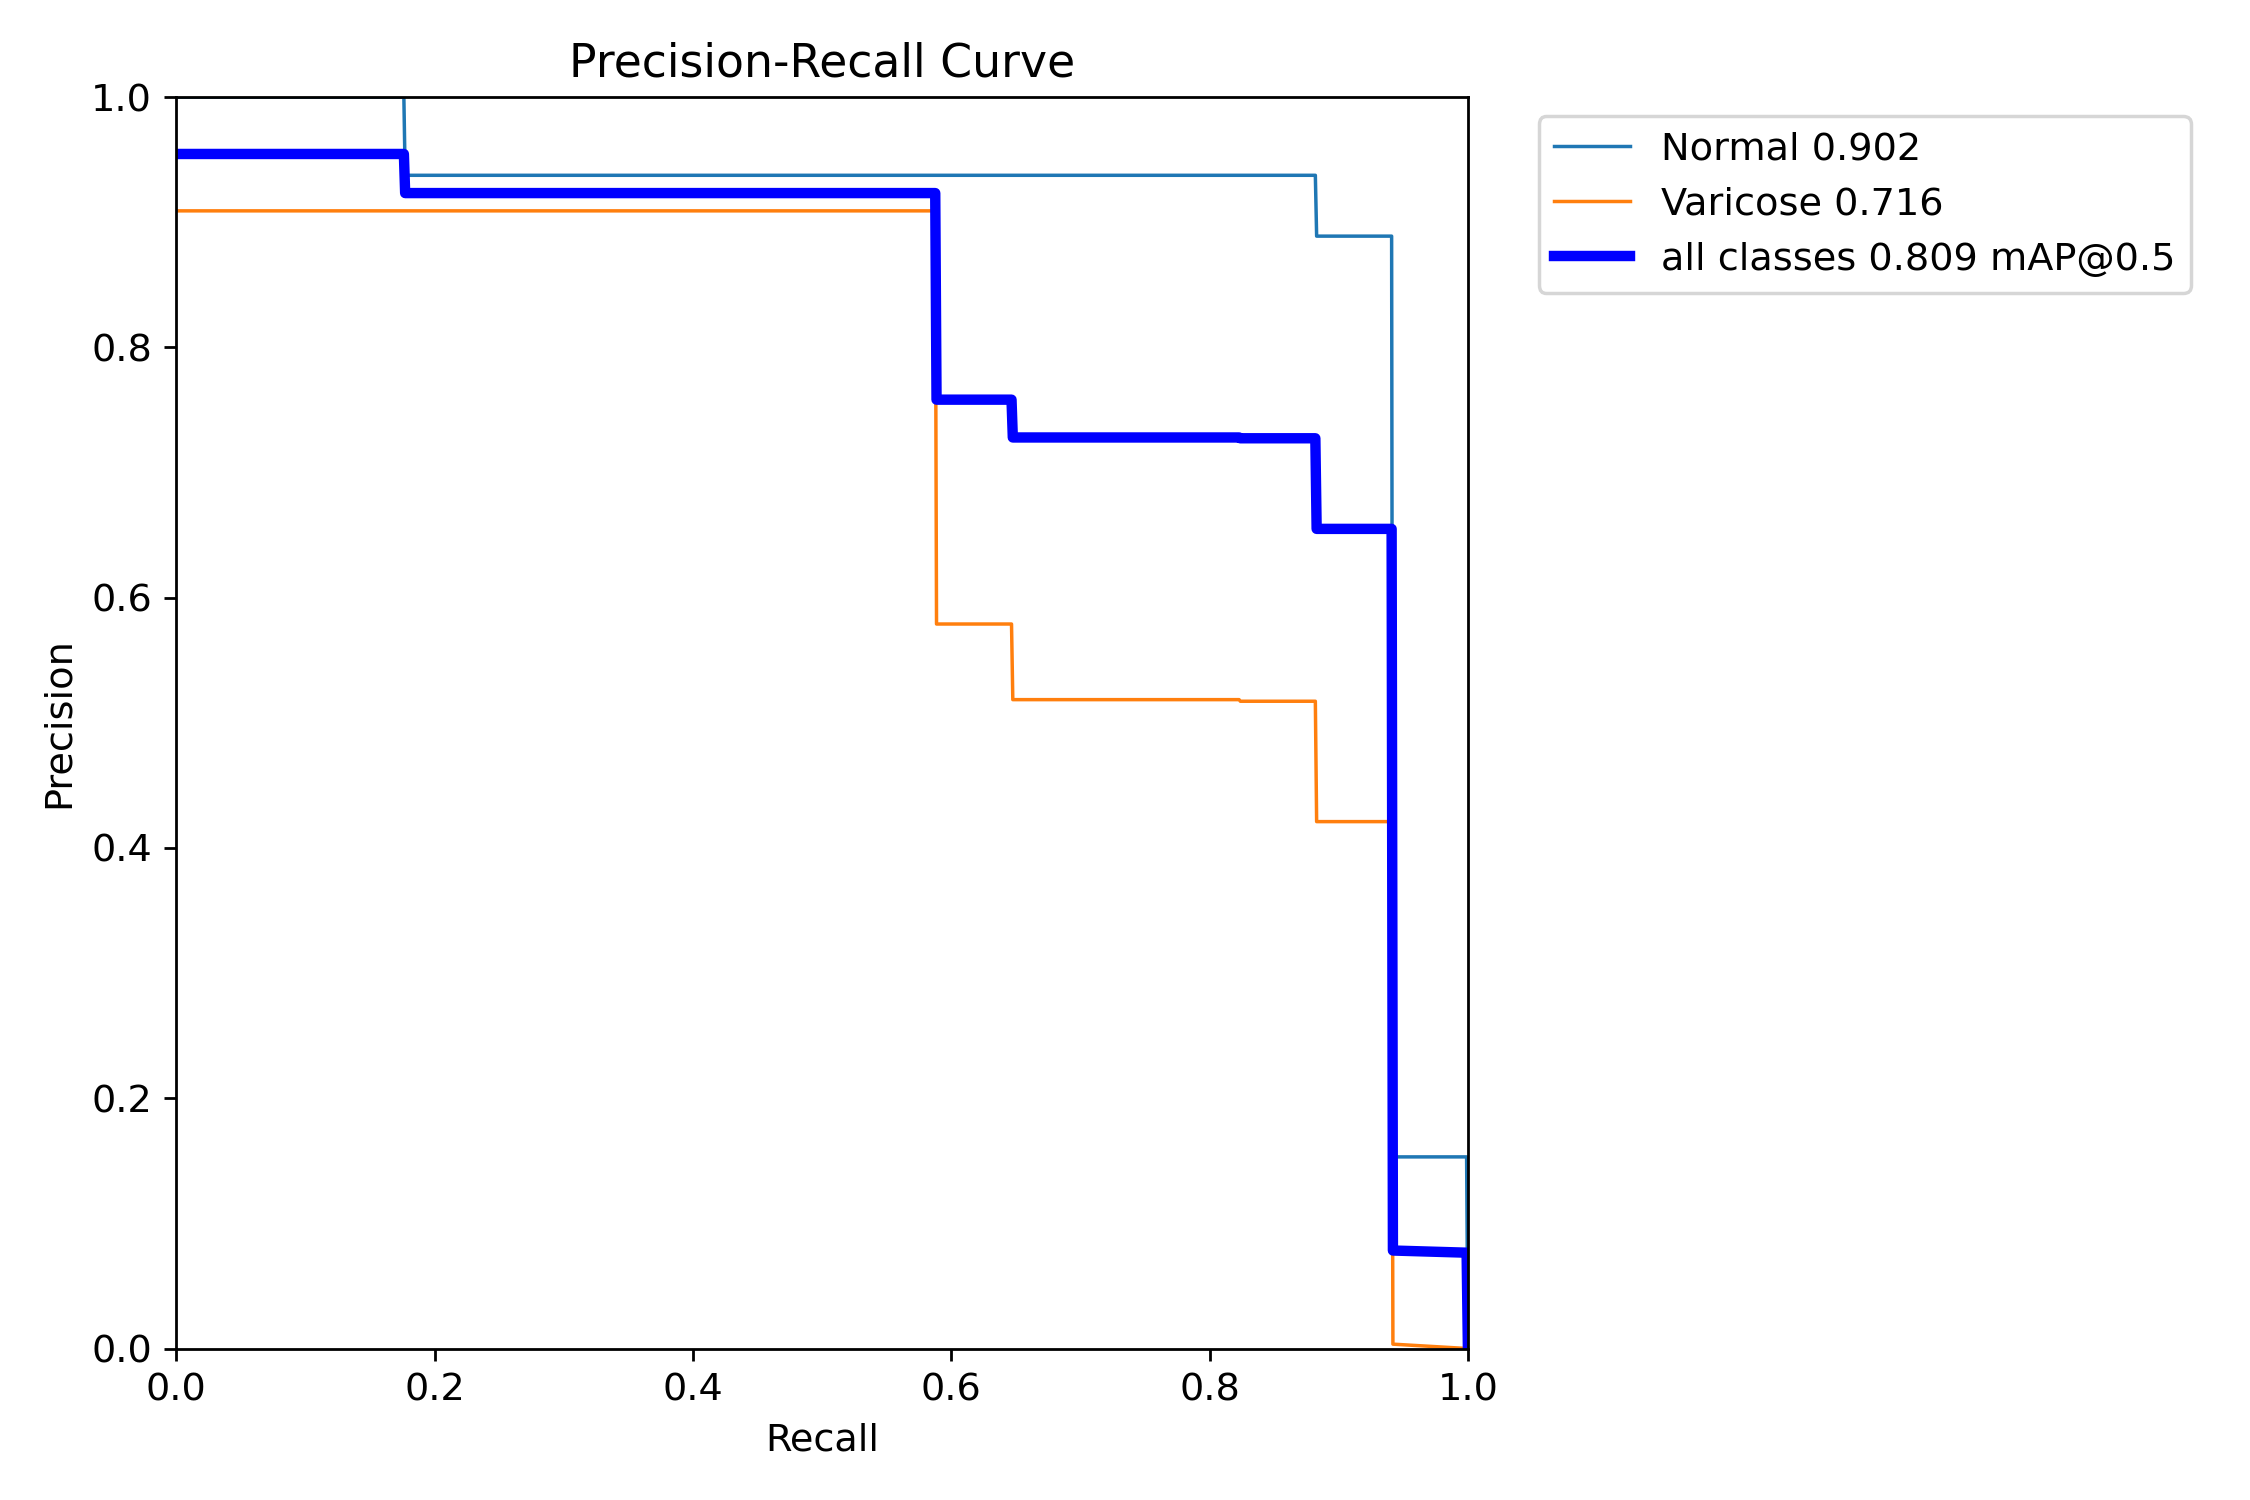 Precision-Recall Curve
Normal 0.902
Varicose 0.716
all classes 0.809 mAP@0.5
1.0
0.8
0.6
0.4
0.2
0.0
Precision
0.0 0.2 0.4 0.6 0.8 1.0
Recall